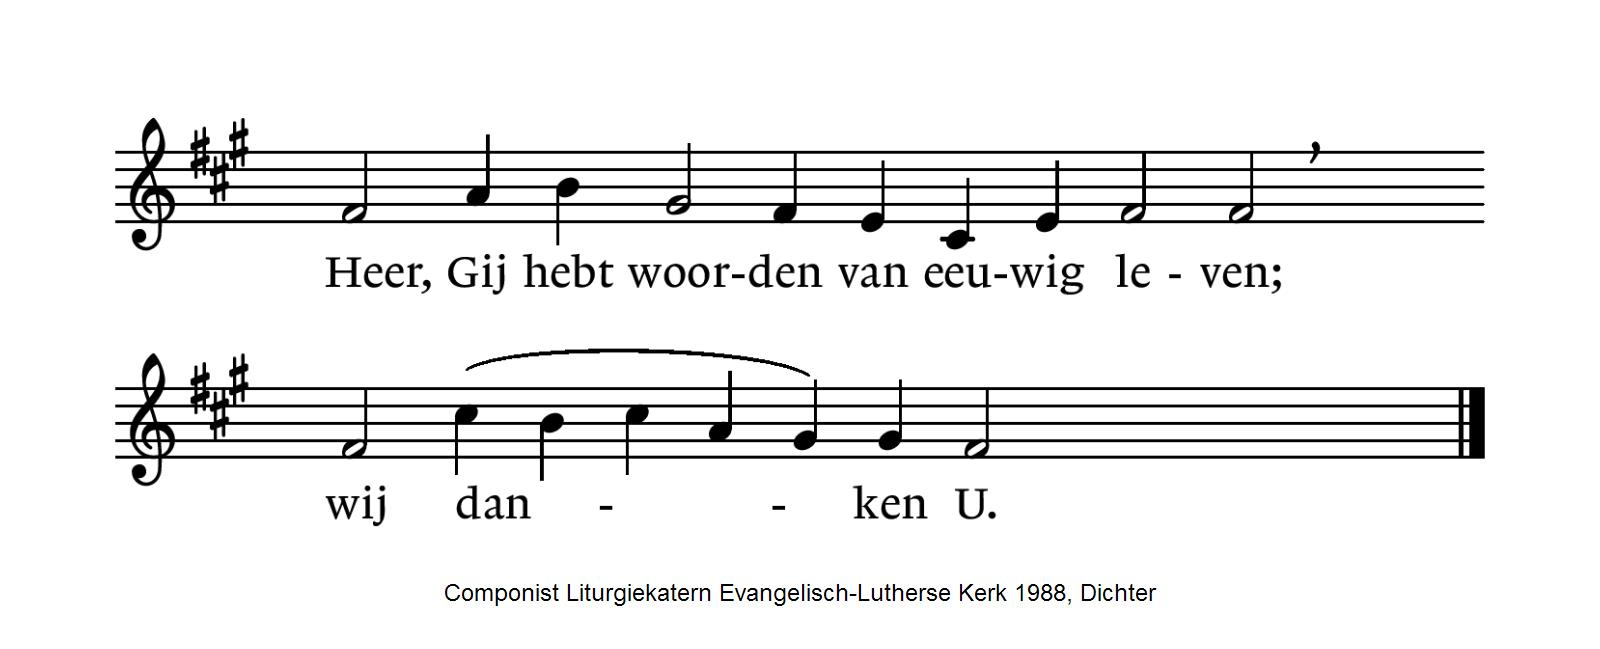 Heer, Gij hebt woor-den van eeu-wig le - ven;
wij dan - - ken U.
Componist Liturgiekatern Evangelisch-Lutherse Kerk 1988, Dichter